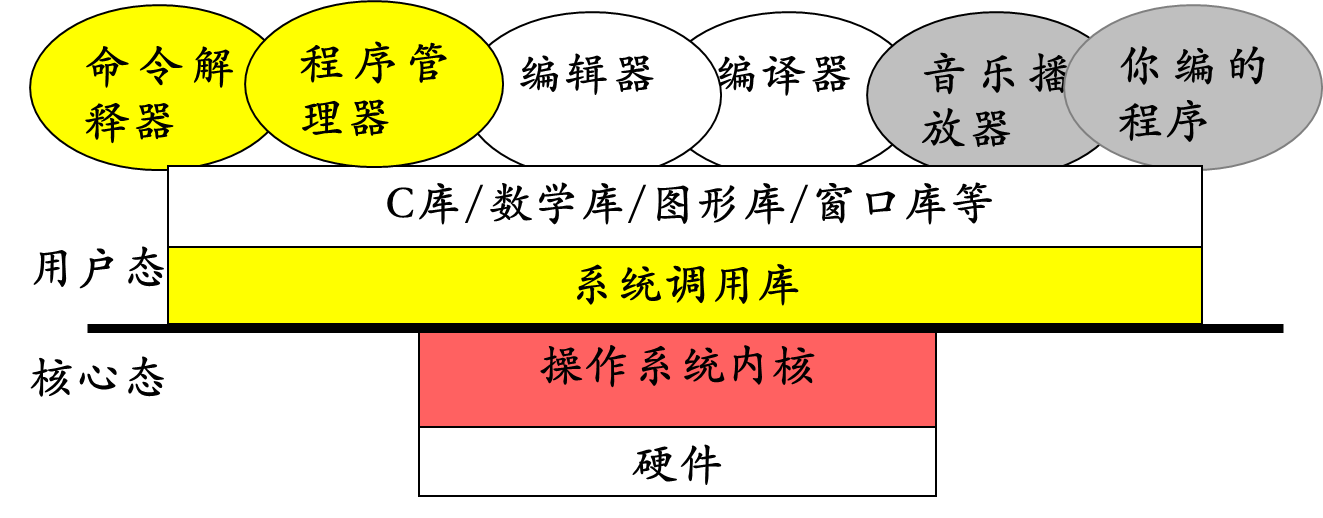 命令解
释器
程序管
理器
编辑器
编译器
音乐播
放器
你编的
程序
C库/数学库/图形库/窗口库等
用户态
系统调用库
核心态
操作系统内核
硬件